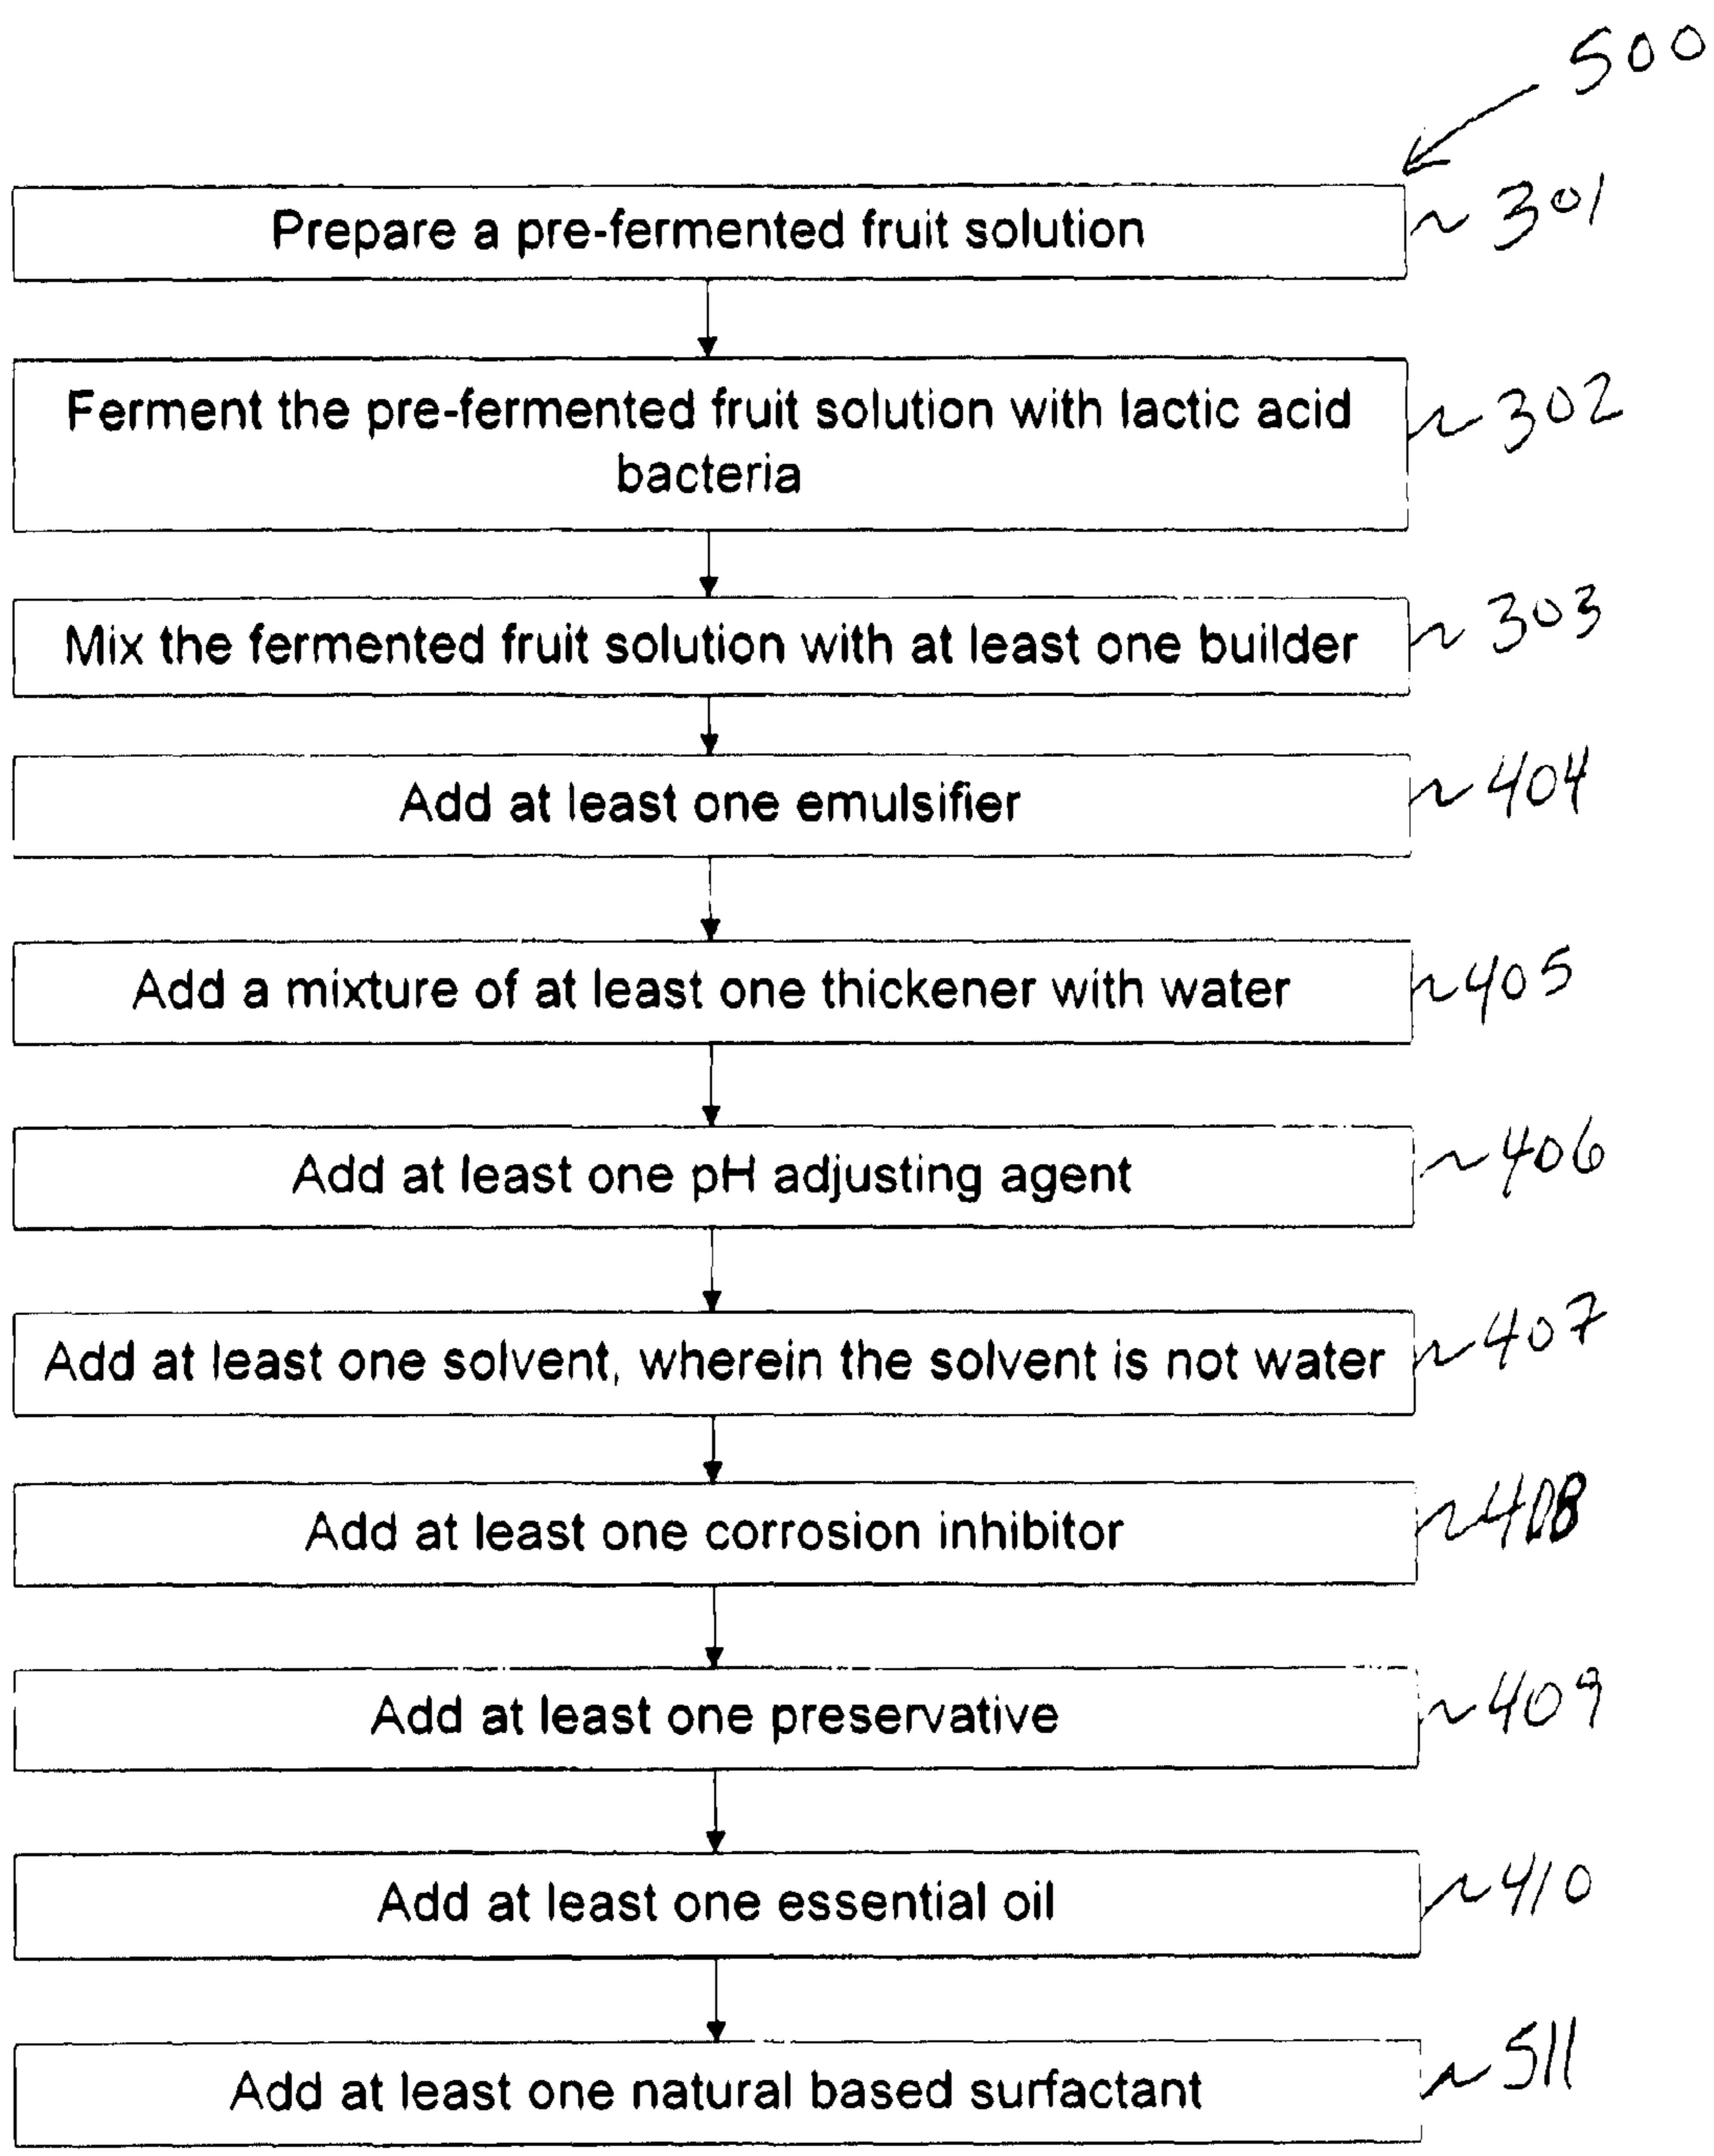 500
Prepare a pre-fermented fruit solution ~ 301
Ferment the pre-fermented fruit solution with lactic acid ~ 302
bacteria
Mix the fermented fruit solution with at least one builder ~ 303
Add at least one emulsifier ~ 404
Add a mixture of at least one thickener with water ~ 405
Add at least one pH adjusting agent ~ 406
Add at least one solvent, wherein the solvent is not water ~ 407
Add at least one corrosion inhibitor ~ 408
Add at least one preservative ~ 409
Add at least one essential oil ~ 410
Add at least one natural based surfactant ~ 511